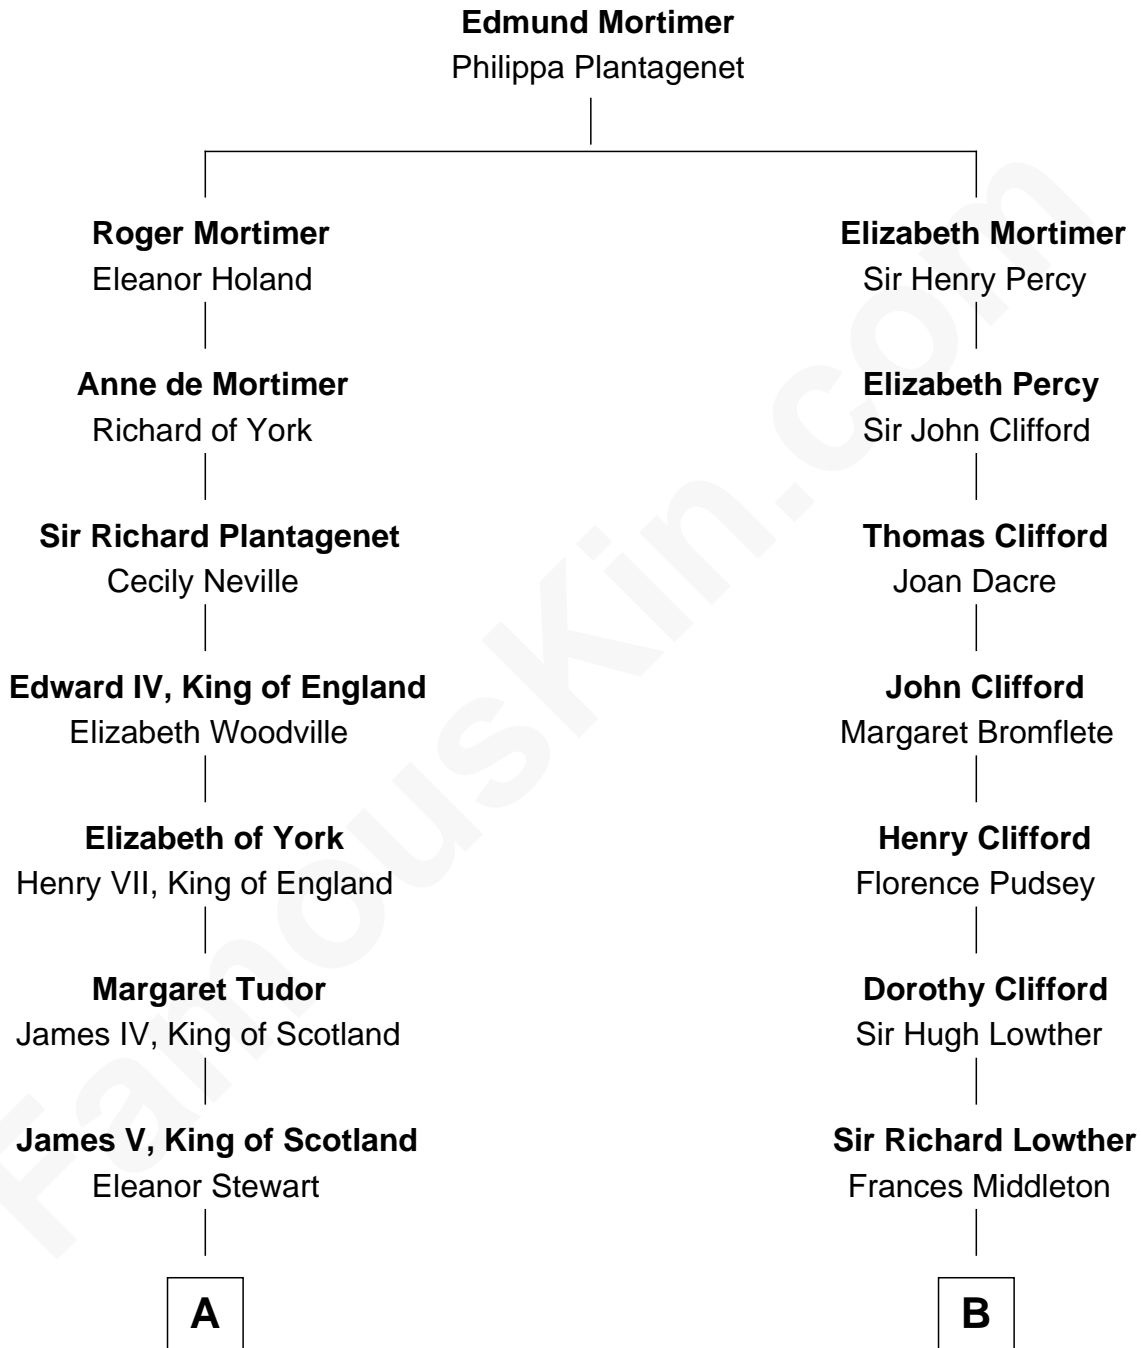 Edmund Mortimer
Philippa Plantagenet
Roger Mortimer
Eleanor Holand
Anne de Mortimer
Richard of York
Sir Richard Plantagenet
Cecily Neville
Edward IV, King of England
Elizabeth Woodville
Elizabeth of York
Henry VII, King of England
Margaret Tudor
James IV, King of Scotland
James V, King of Scotland
Eleanor Stewart
A
Elizabeth Mortimer
Sir Henry Percy
Elizabeth Percy
Sir John Clifford
Thomas Clifford
Joan Dacre
John Clifford
Margaret Bromflete
Henry Clifford
Florence Pudsey
Dorothy Clifford
Sir Hugh Lowther
Sir Richard Lowther
Frances Middleton
B
FamousKin.com